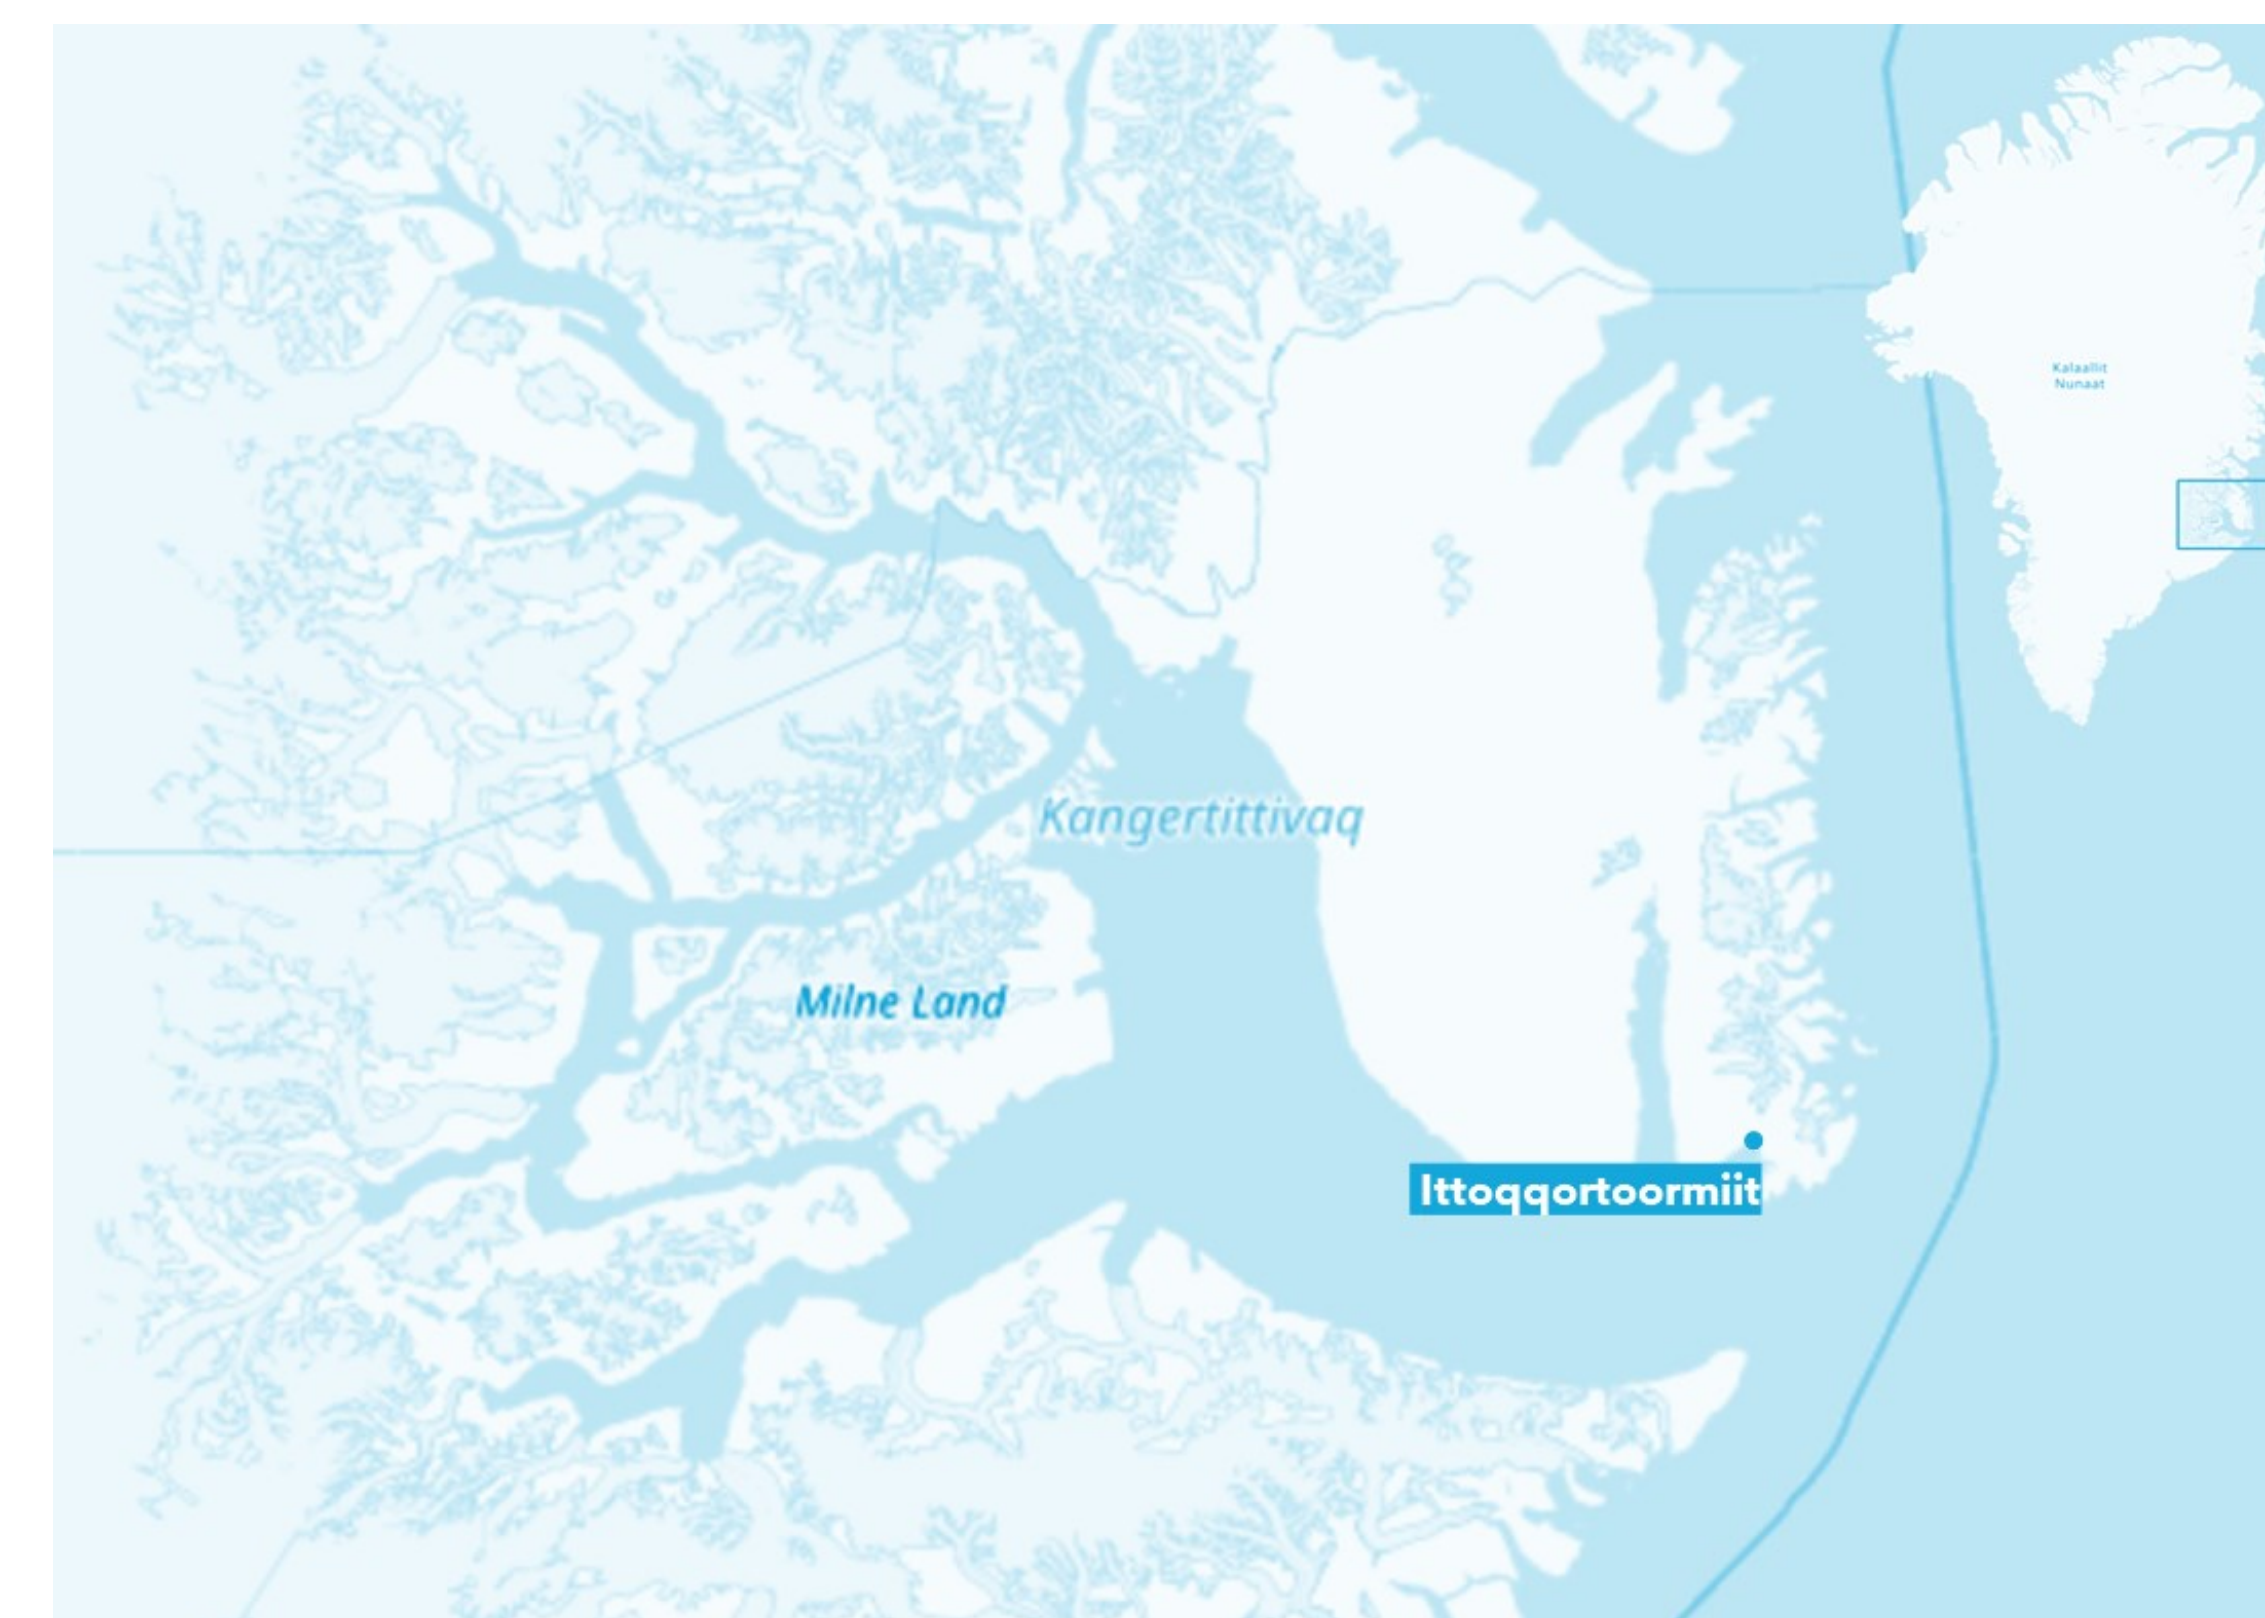 Kalaallit
Nunaat
Kangertittivaq
Milne Land
Ittoqqortoormiit